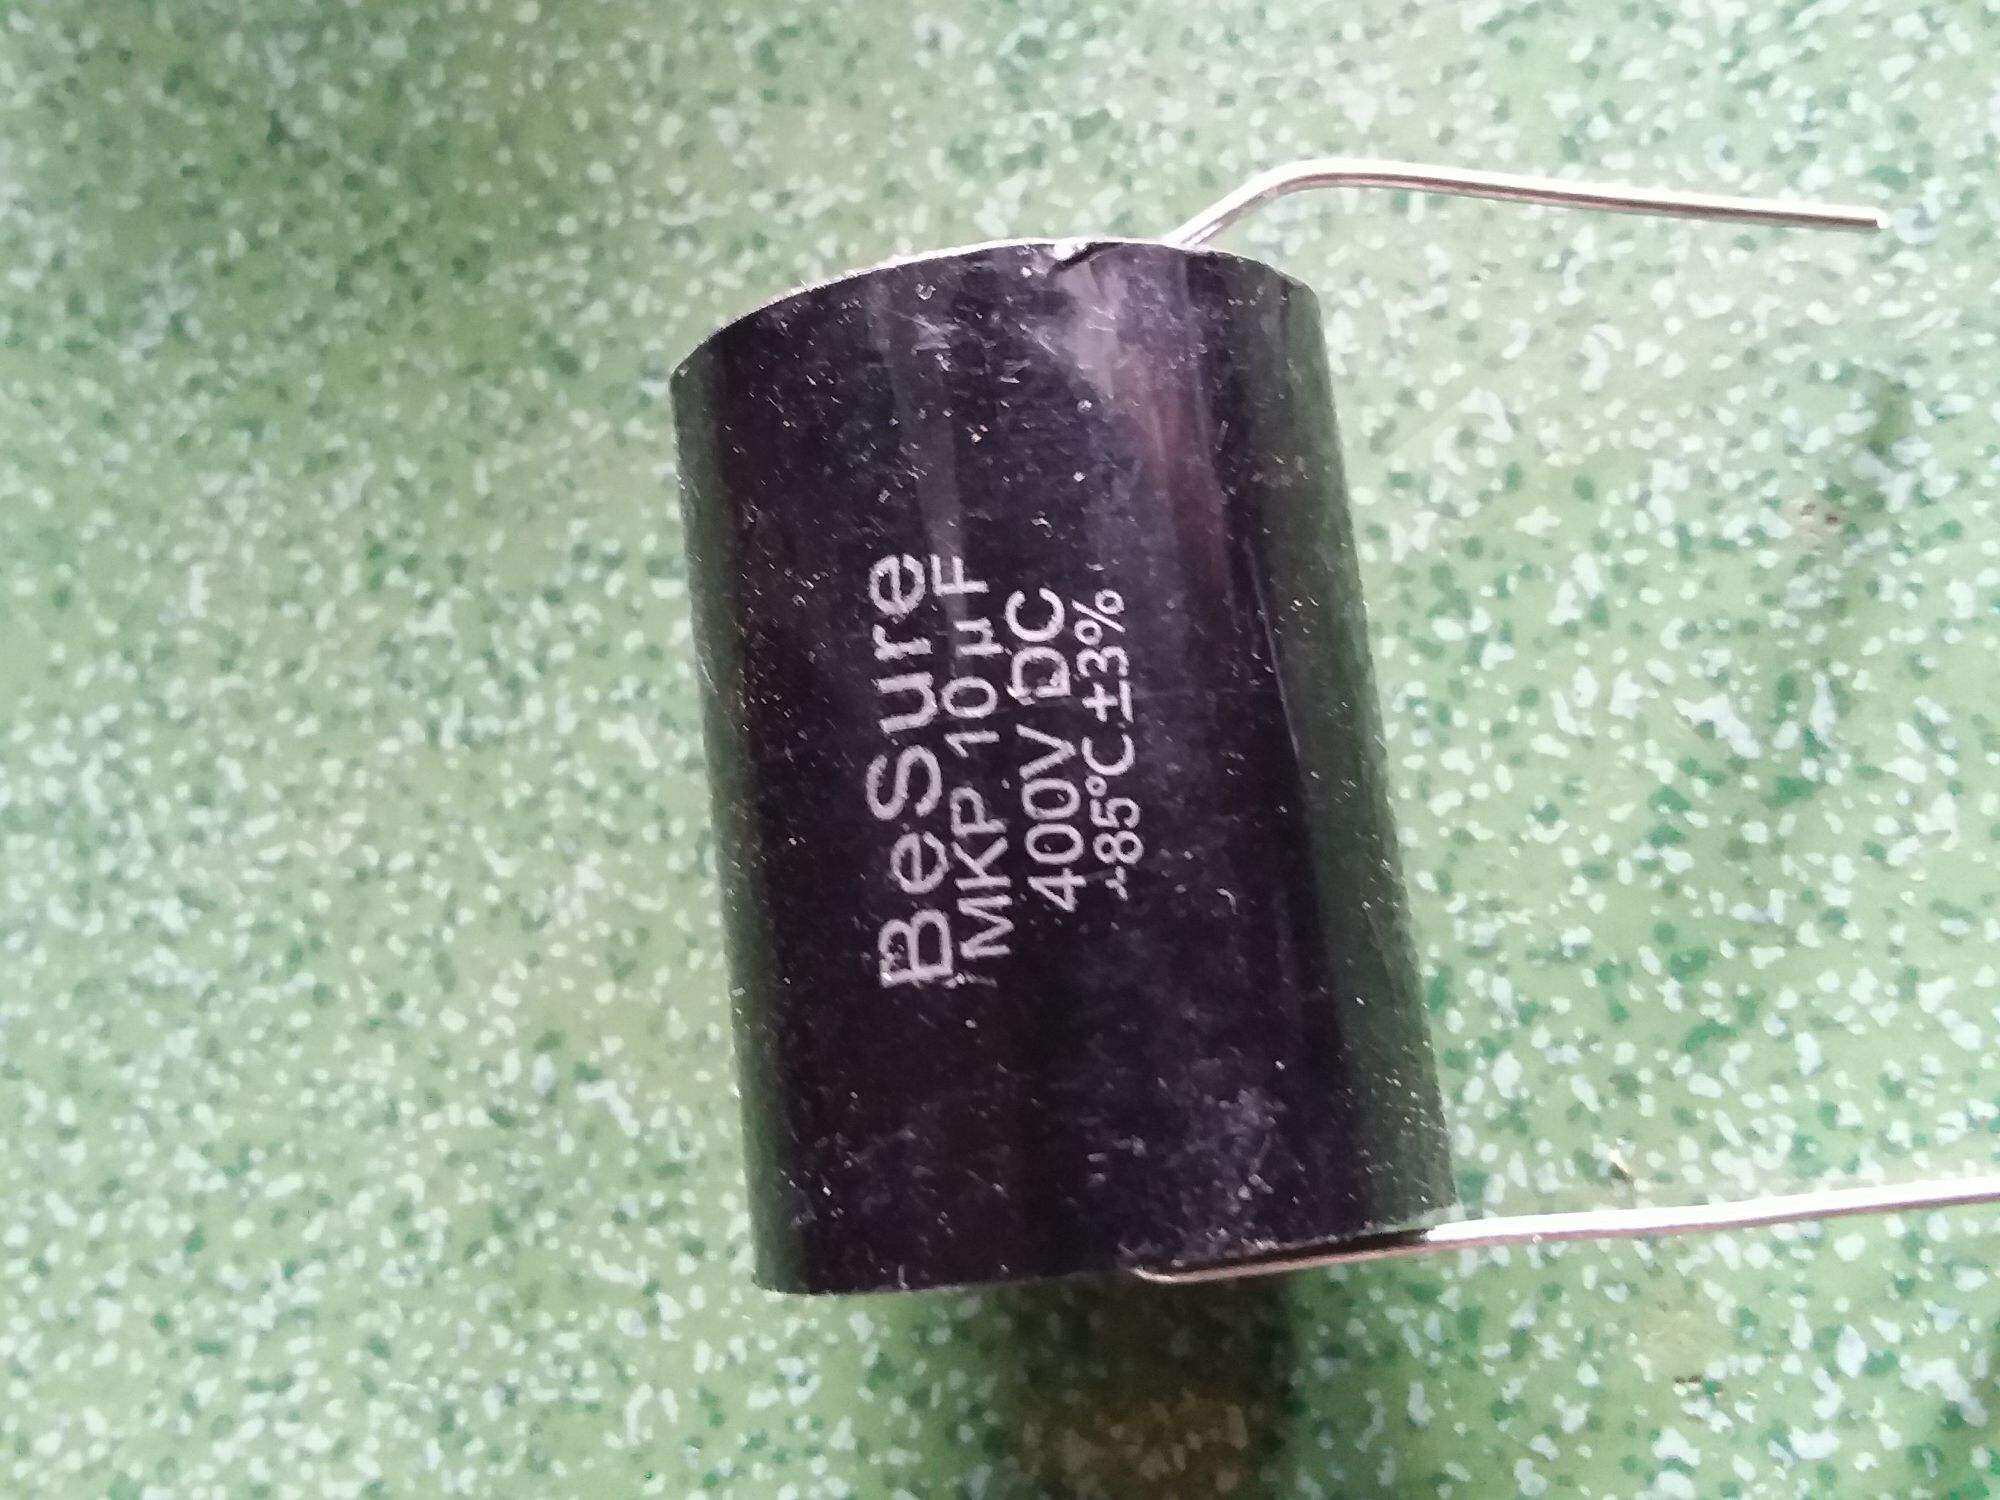 BeSure
MKP 10µF
400V DC
+85°C ±3%